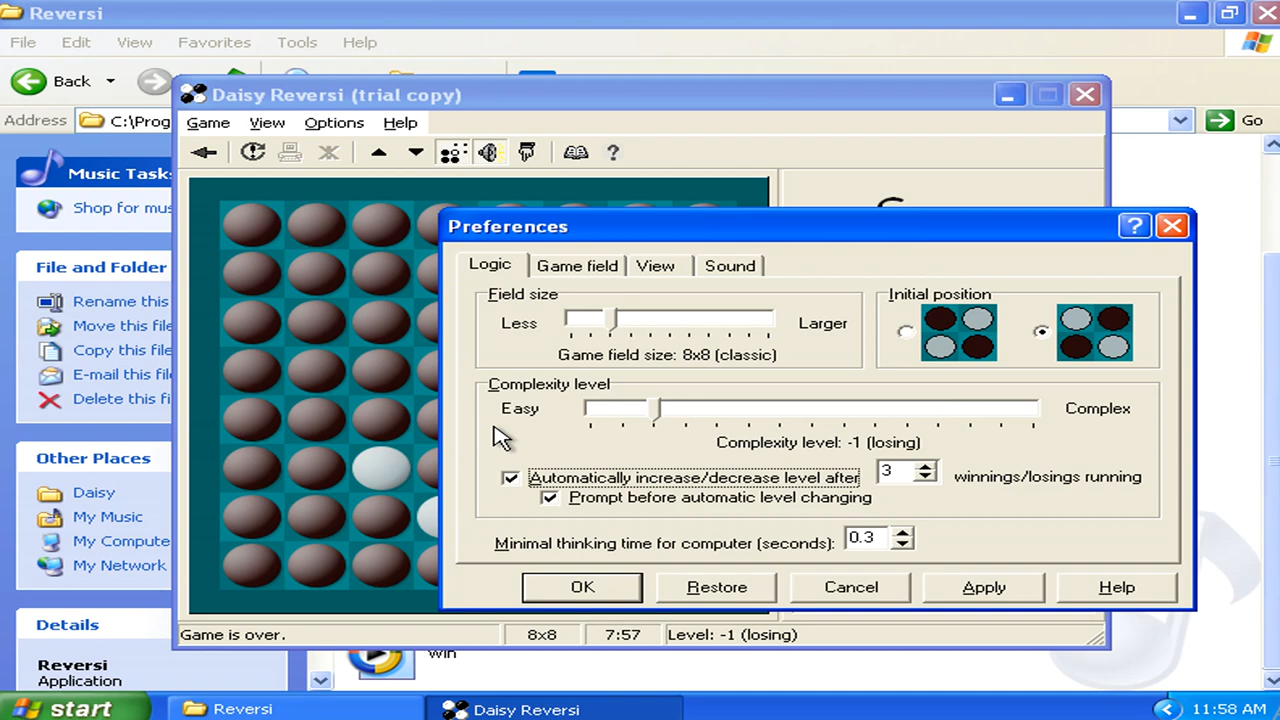 Reversi
File Edit View Favorites Tools Help
Back
Address C:\Prog Go
Daisy Reversi (trial copy)
Game View Options Help
Music Task
Shop for mus
File and Folder
Rename this
Move this file
Copy this file
E-mail this file
Delete this fi
Other Places
Daisy
My Music
My Compute
My Network
Details
Reversi
Application
win
Preferences
Logic Game field View Sound
Field size
Less Larger
Game field size: 8x8 (classic)
Initial position
Complexity level
Easy Complex
Complexity level: -1 (losing)
Automatically increase/decrease level after 3 winnings/losings running
Prompt before automatic level changing
Minimal thinking time for computer (seconds): 0.3
OK Restore Cancel Apply Help
Game is over. 8x8 7:57 Level: -1 (losing)
start Reversi Daisy Reversi 11:58 AM